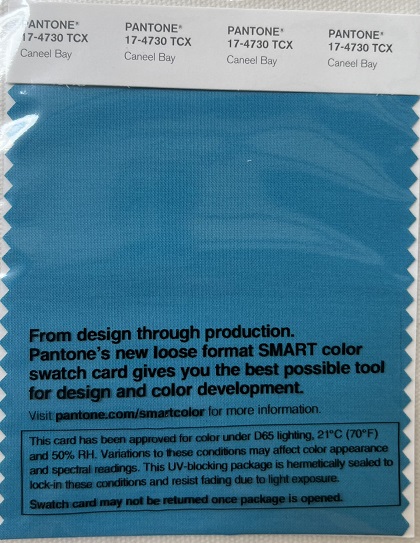 PANTONE® PANTONE® PANTONE® PANTONE®
17-4730 TCX 17-4730 TCX 17-4730 TCX 17-4730 TCX
Caneel Bay Caneel Bay Caneel Bay Caneel Bay
From design through production.
Pantone's new loose format SMART color
swatch card gives you the best possible tool
for design and color development.
Visit pantone.com/smartcolor for more information.
This card has been approved for color under D65 lighting, 21°C (70°F)
and 50% RH. Variations to these conditions may affect color appearance
and spectral readings. This UV-blocking package is hermetically sealed to
lock-in these conditions and resist fading due to light exposure.
Swatch card may not be returned once package is opened.